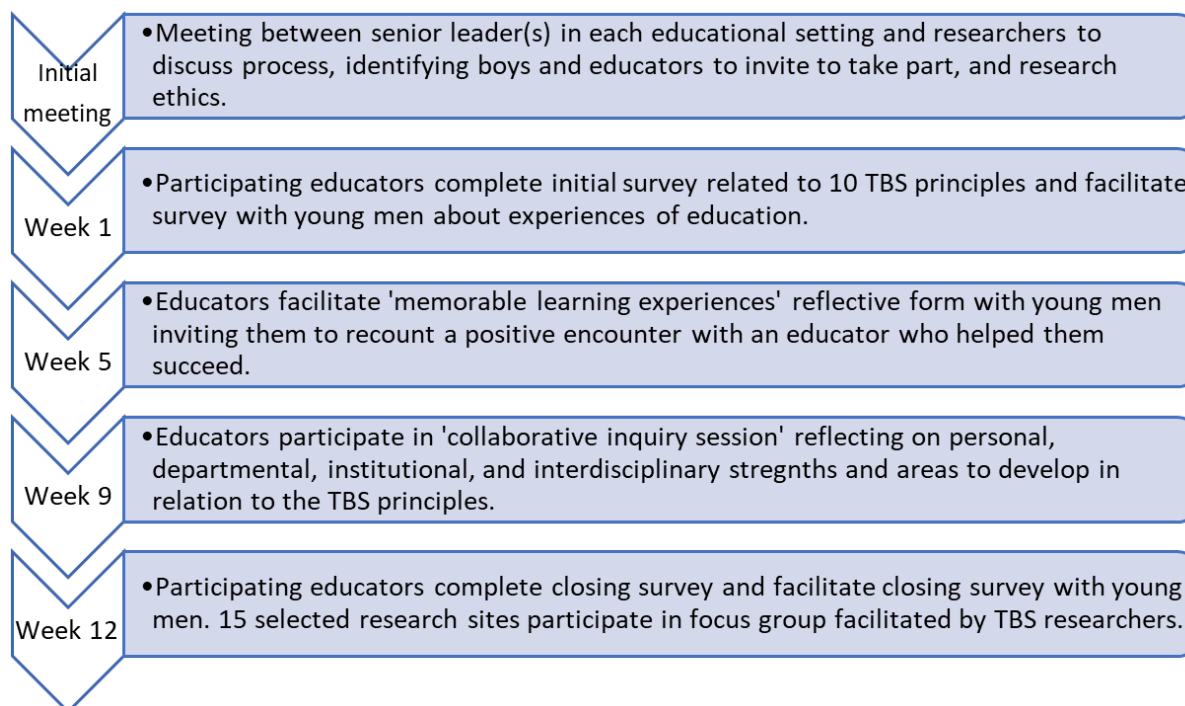 Initial
meeting
•Meeting between senior leader(s) in each educational setting and researchers to
discuss process, identifying boys and educators to invite to take part, and research
ethics.
Week 1
•Participating educators complete initial survey related to 10 TBS principles and facilitate
survey with young men about experiences of education.
Week 5
•Educators facilitate 'memorable learning experiences' reflective form with young men
inviting them to recount a positive encounter with an educator who helped them
succeed.
Week 9
•Educators participate in 'collaborative inquiry session' reflecting on personal,
departmental, institutional, and interdisciplinary stregnths and areas to develop in
relation to the TBS principles.
Week 12
•Participating educators complete closing survey and facilitate closing survey with young
men. 15 selected research sites participate in focus group facilitated by TBS researchers.